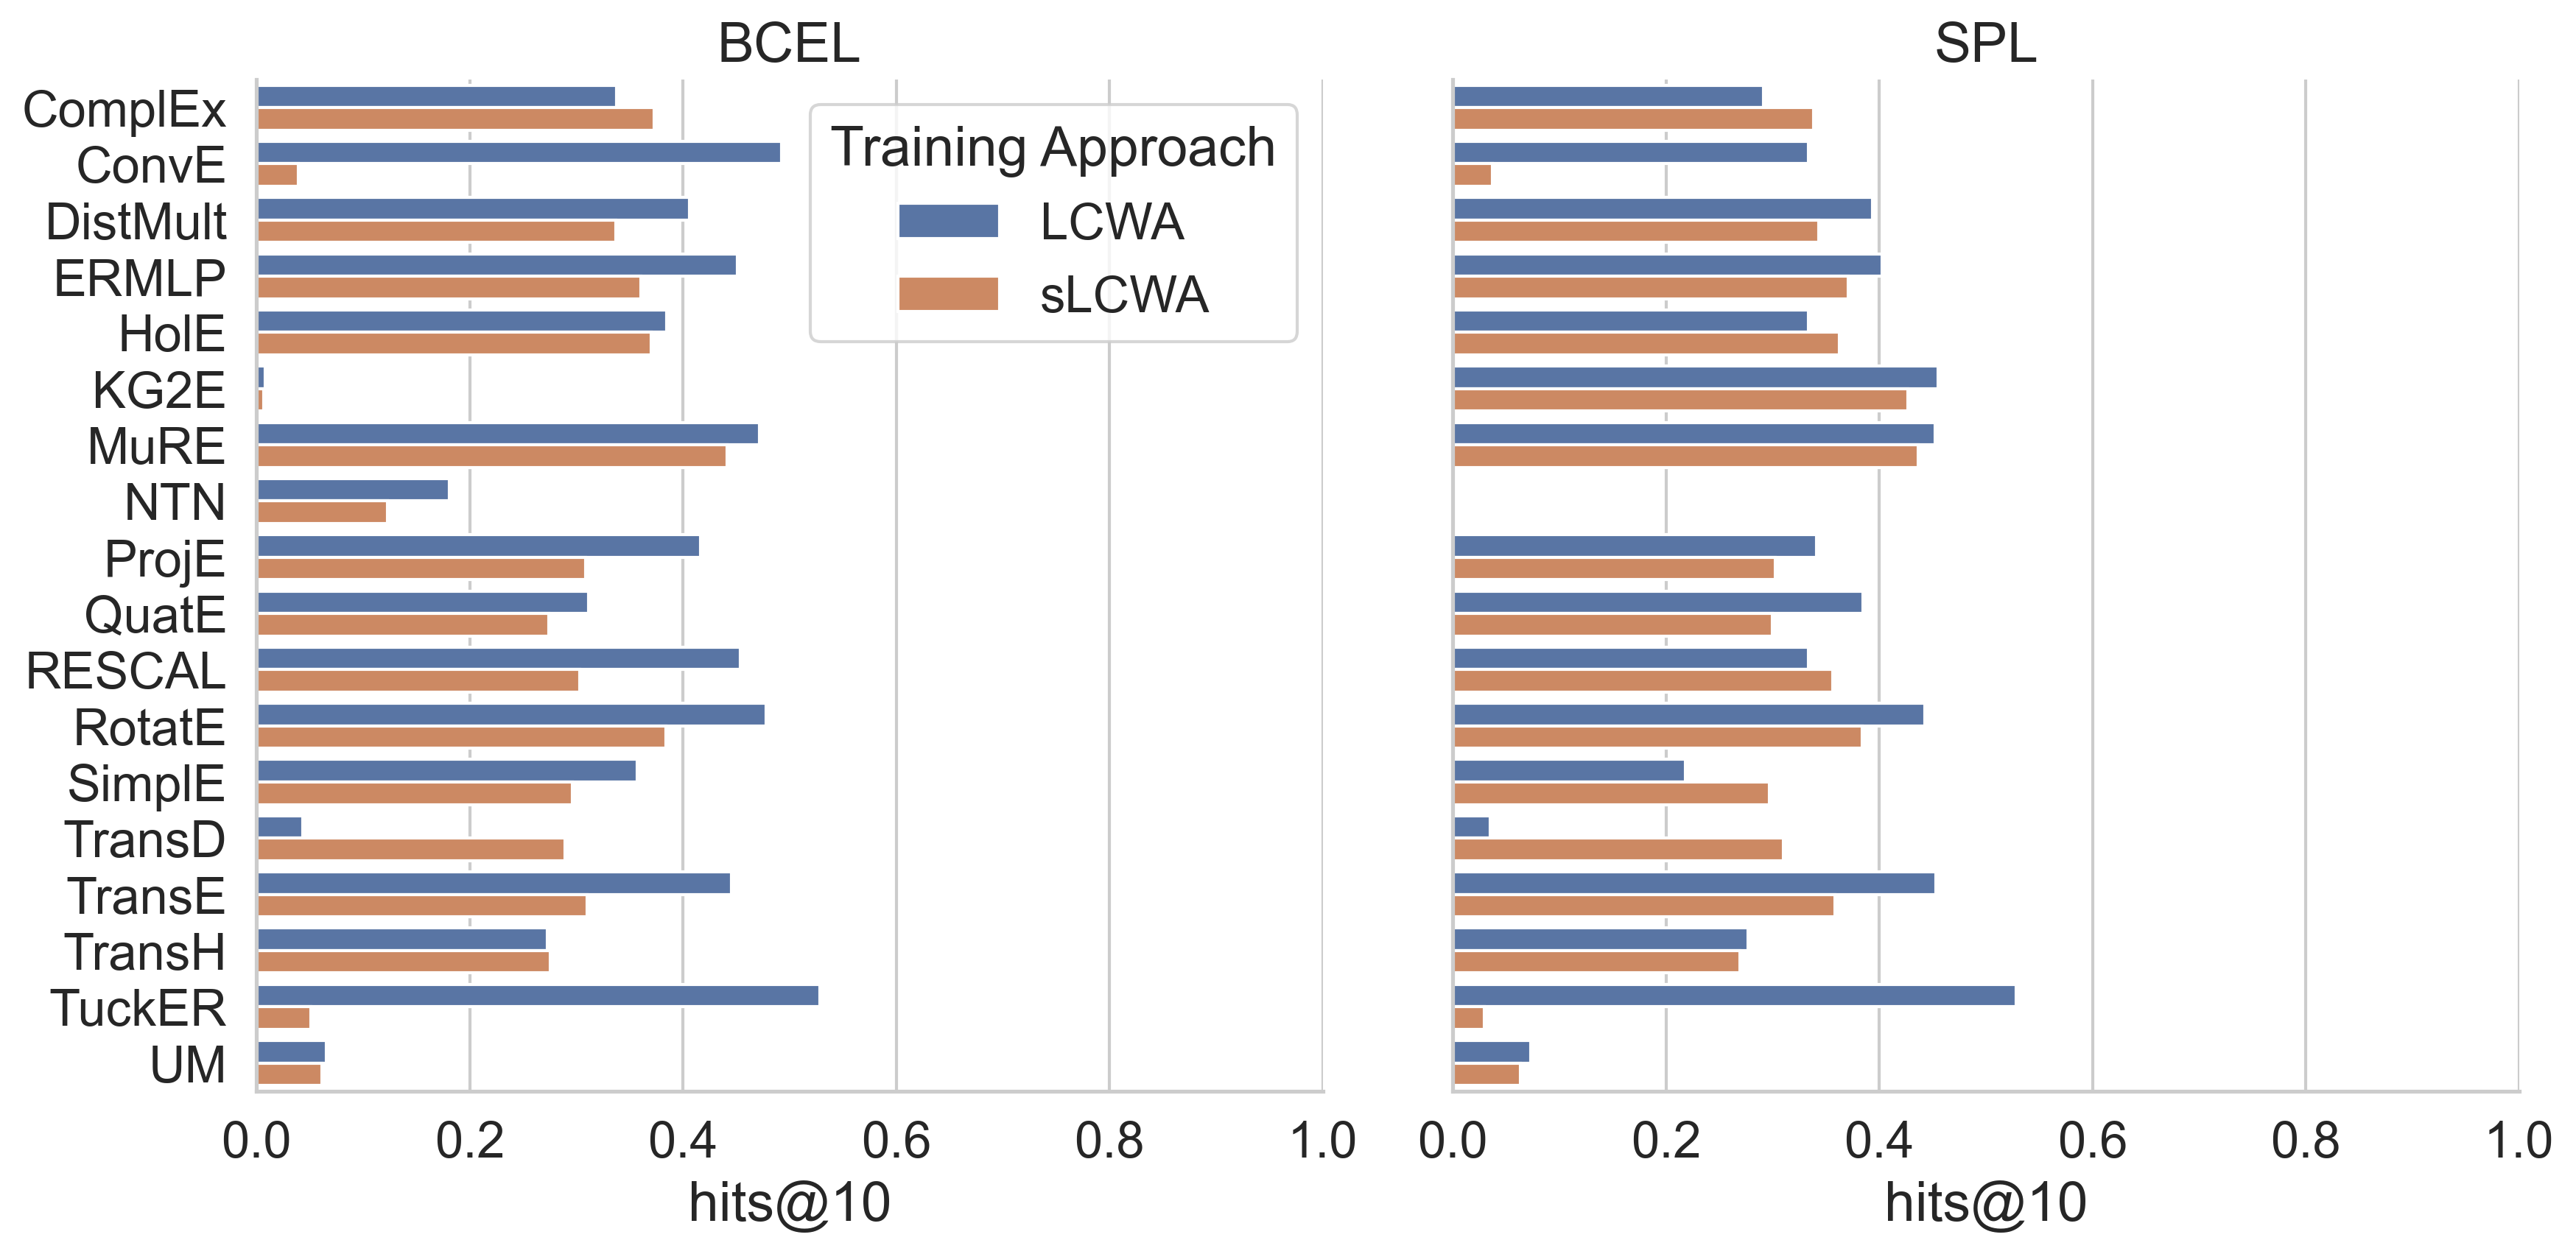 BCEL
SPL
ComplEx
ConvE
DistMult
ERMLP
HolE
KG2E
MuRE
NTN
ProjE
QuatE
RESCAL
RotatE
SimplE
TransD
TransE
TransH
TuckER
UM
Training Approach
LCWA
sLCWA
0.0 0.2 0.4 0.6 0.8 1.0
hits@10
0.0 0.2 0.4 0.6 0.8 1.0
hits@10